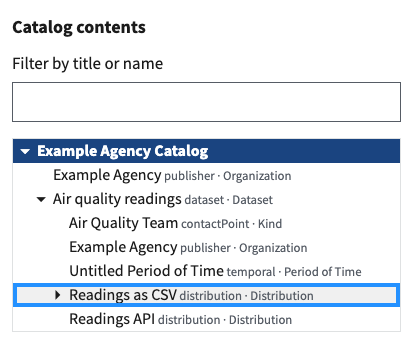 Catalog contents
Filter by title or name
Example Agency Catalog
Example Agency publisher · Organization
Air quality readings dataset · Dataset
Air Quality Team contactPoint · Kind
Example Agency publisher · Organization
Untitled Period of Time temporal · Period of Time
Readings as CSV distribution · Distribution
Readings API distribution · Distribution